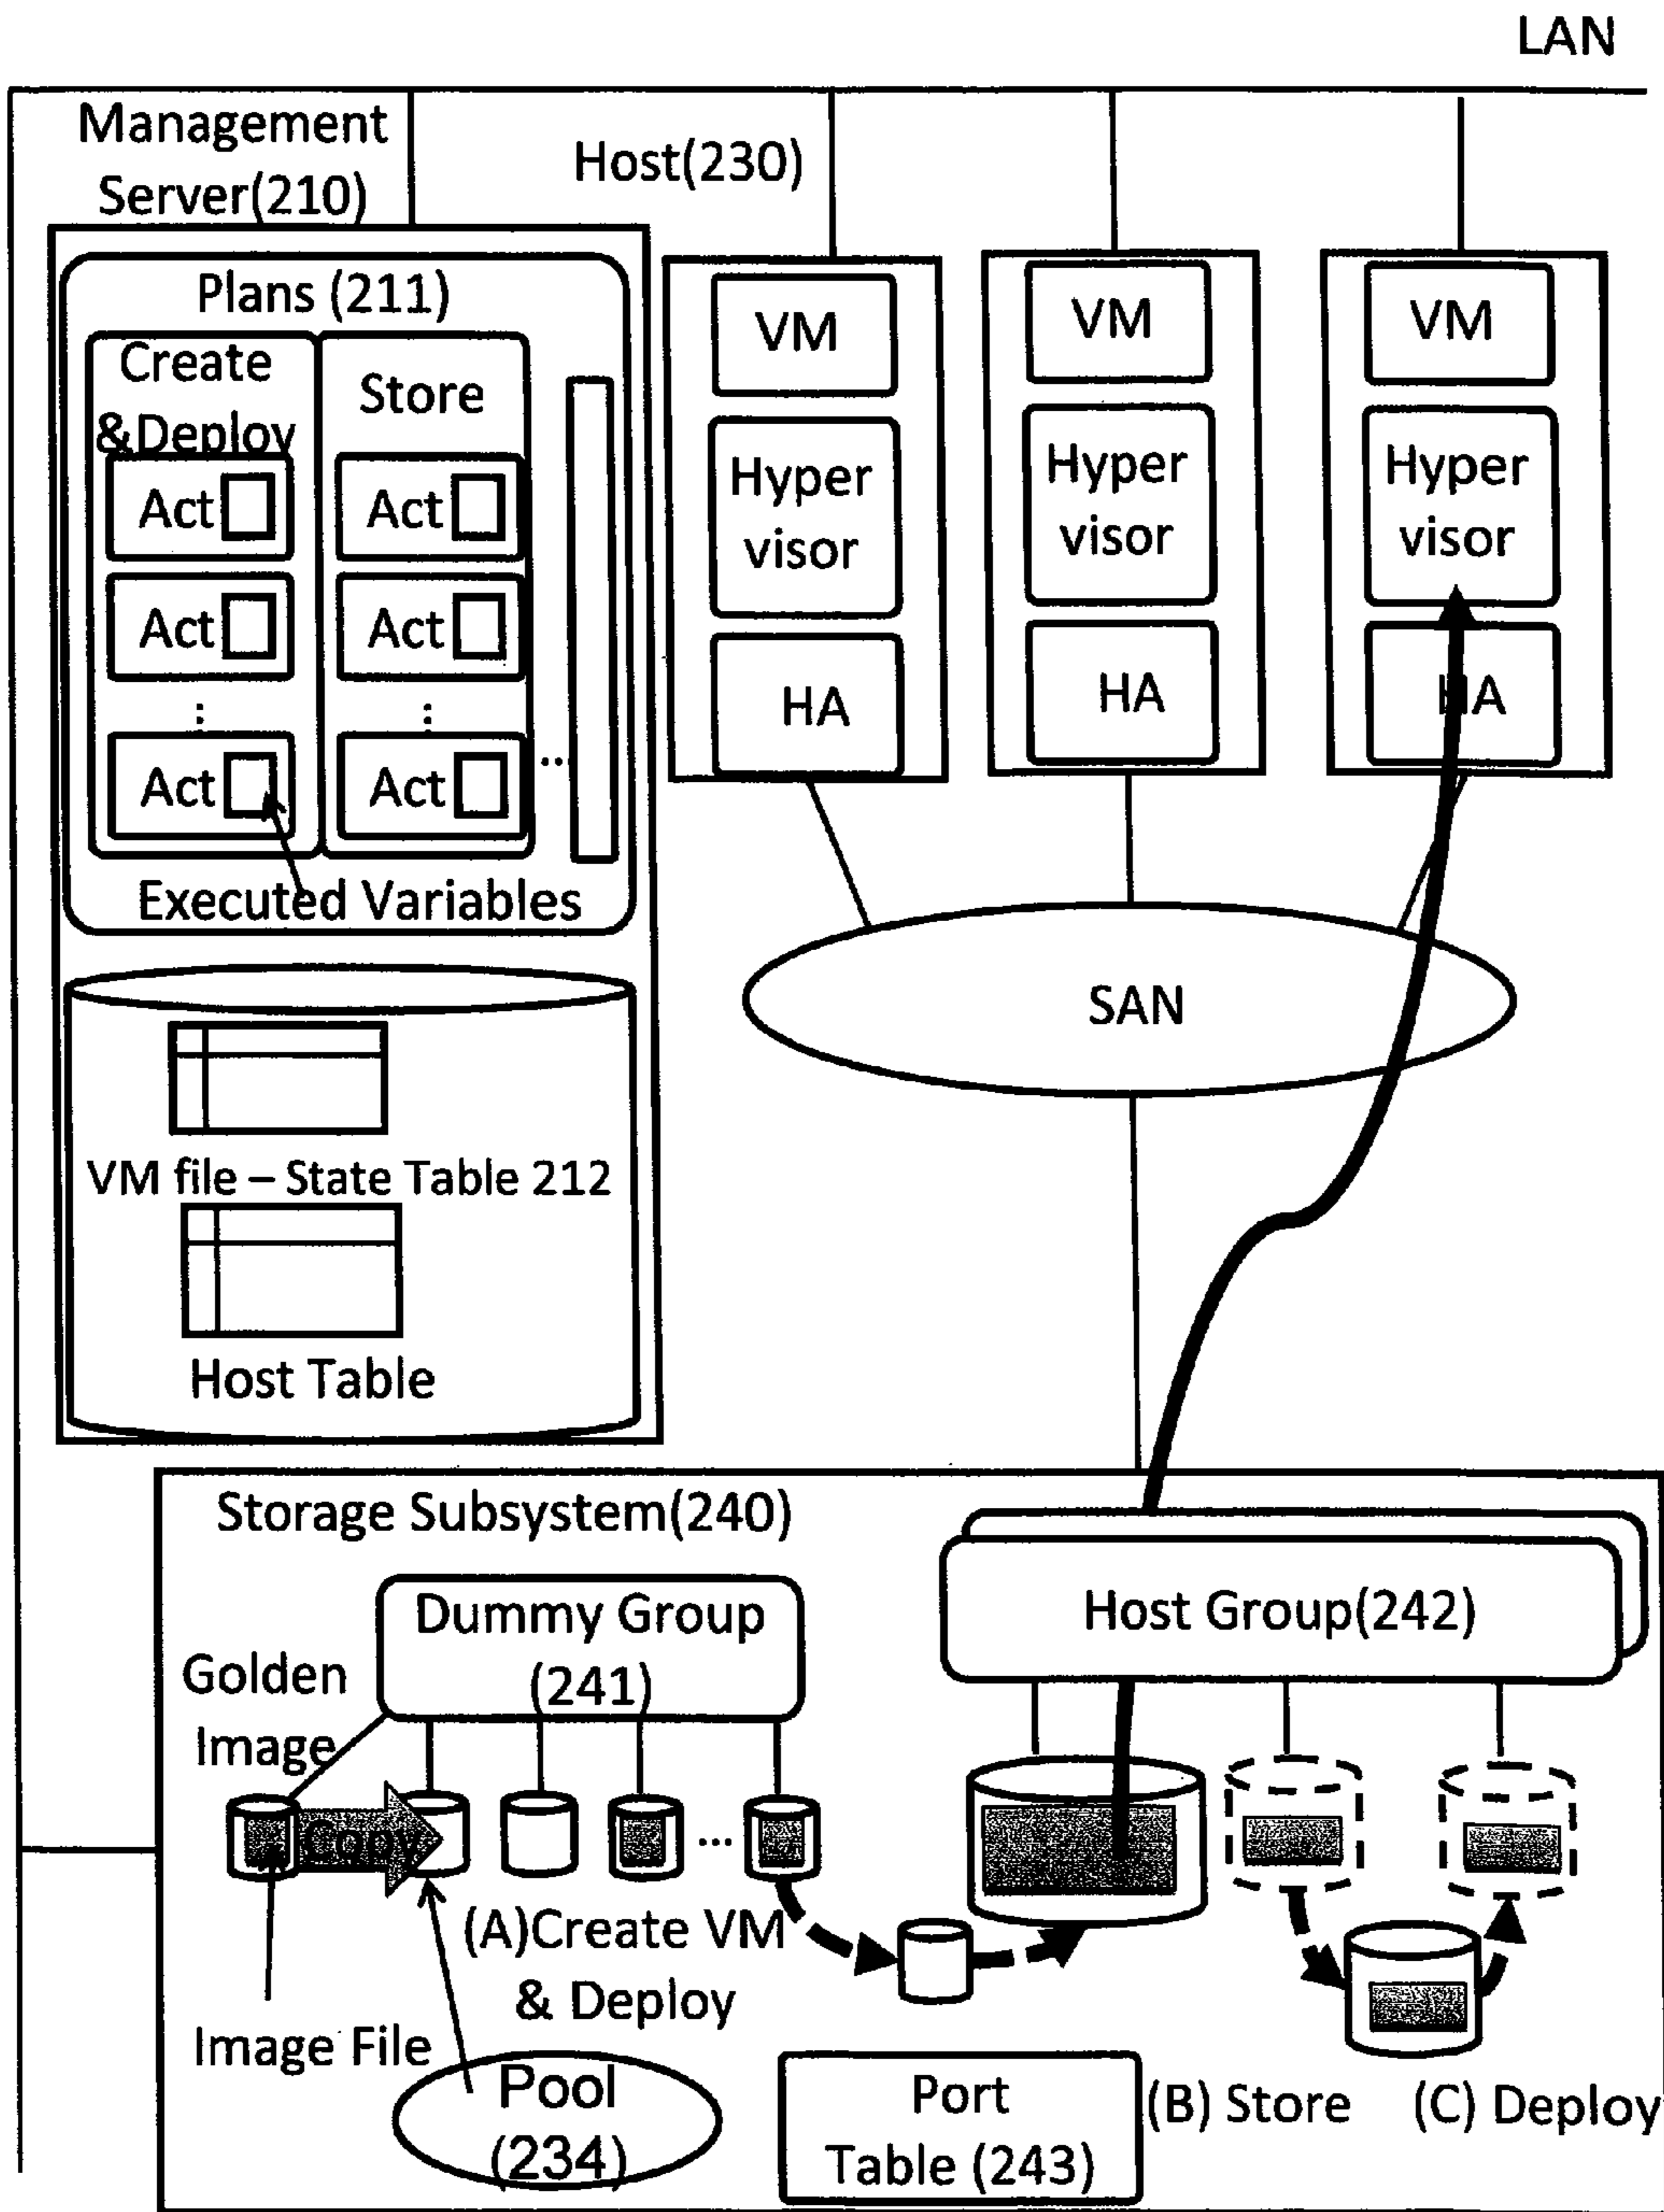 LAN
Management
Server(210)
Host(230)
Plans (211)
Create
&Deploy
Store
Act
Act
Act
Act
⋮
⋮
Act
Act
...
Executed Variables
VM
Hyper
visor
HA
VM
Hyper
visor
HA
VM
Hyper
visor
HA
SAN
VM file – State Table 212
Host Table
Storage Subsystem(240)
Dummy Group
(241)
Host Group(242)
Golden
Image
Copy
...
(A)Create VM
& Deploy
Image File
Pool
(234)
Port
Table (243)
(B) Store
(C) Deploy